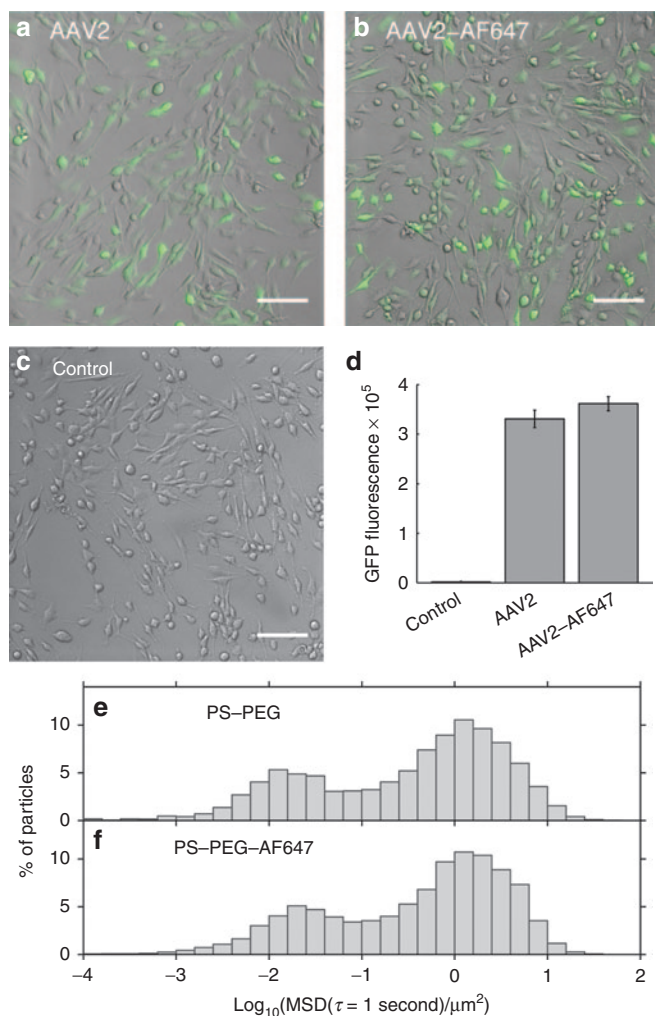 a AAV2
b AAV2–AF647
c Control
d
4
3
2
1
0
GFP fluorescence × 10⁵
Control
AAV2
AAV2–AF647
e PS–PEG
10
5
0
f PS–PEG–AF647
10
5
0
% of particles
−4 −3 −2 −1 0 1 2
Log₁₀(MSD(τ = 1 second)/μm²)